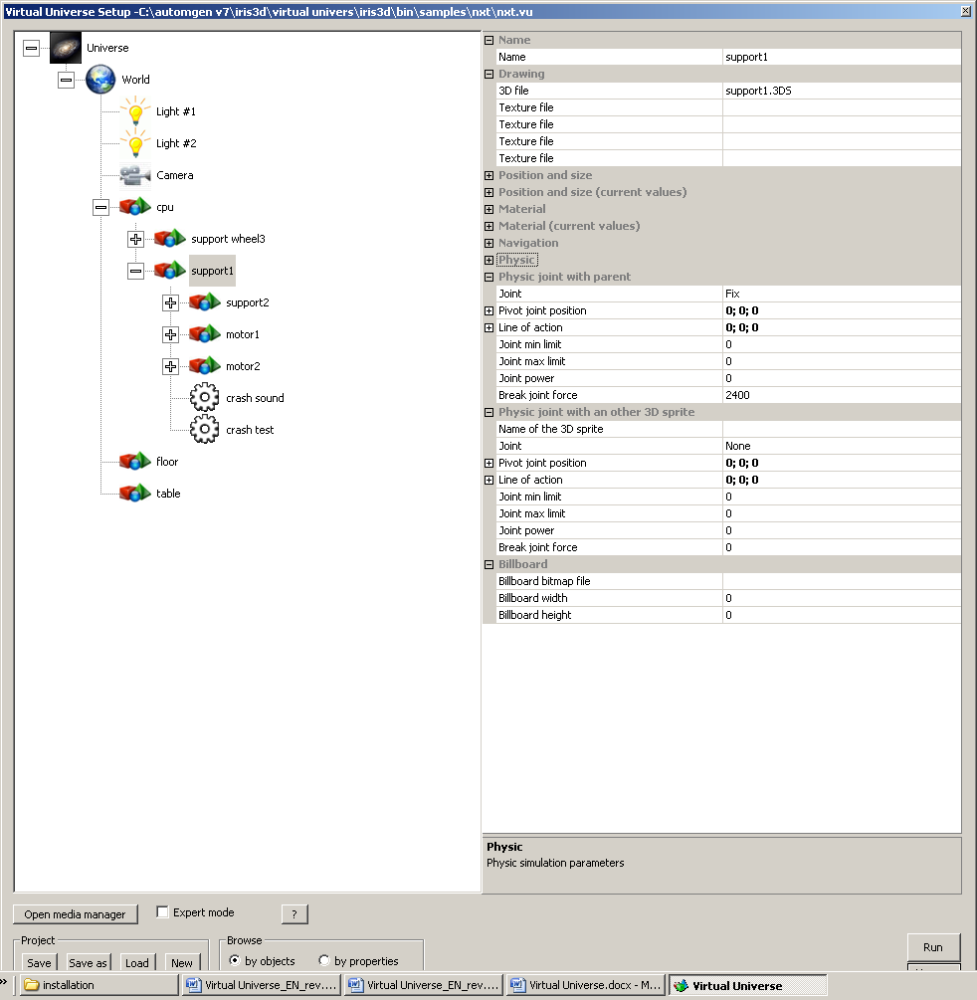 Virtual Universe Setup -C:\automgen v7\iris3d\virtual univers\iris3d\bin\samples\nxt\nxt.vu
Universe
World
Light #1
Light #2
Camera
cpu
support wheel3
support1
support2
motor1
motor2
crash sound
crash test
floor
table
Name
Name support1
Drawing
3D file support1.3DS
Texture file
Texture file
Texture file
Texture file
Position and size
Position and size (current values)
Material
Material (current values)
Navigation
Physic
Physic joint with parent
Joint Fix
Pivot joint position 0; 0; 0
Line of action 0; 0; 0
Joint min limit 0
Joint max limit 0
Joint power 0
Break joint force 2400
Physic joint with an other 3D sprite
Name of the 3D sprite
Joint None
Pivot joint position 0; 0; 0
Line of action 0; 0; 0
Joint min limit 0
Joint max limit 0
Joint power 0
Break joint force 0
Billboard
Billboard bitmap file
Billboard width 0
Billboard height 0
Physic
Physic simulation parameters
Open media manager Expert mode ?
Project Browse
Save Save as Load New by objects by properties Run
» installation Virtual Universe_EN_rev.... Virtual Universe_EN_rev.... Virtual Universe.docx - M... Virtual Universe